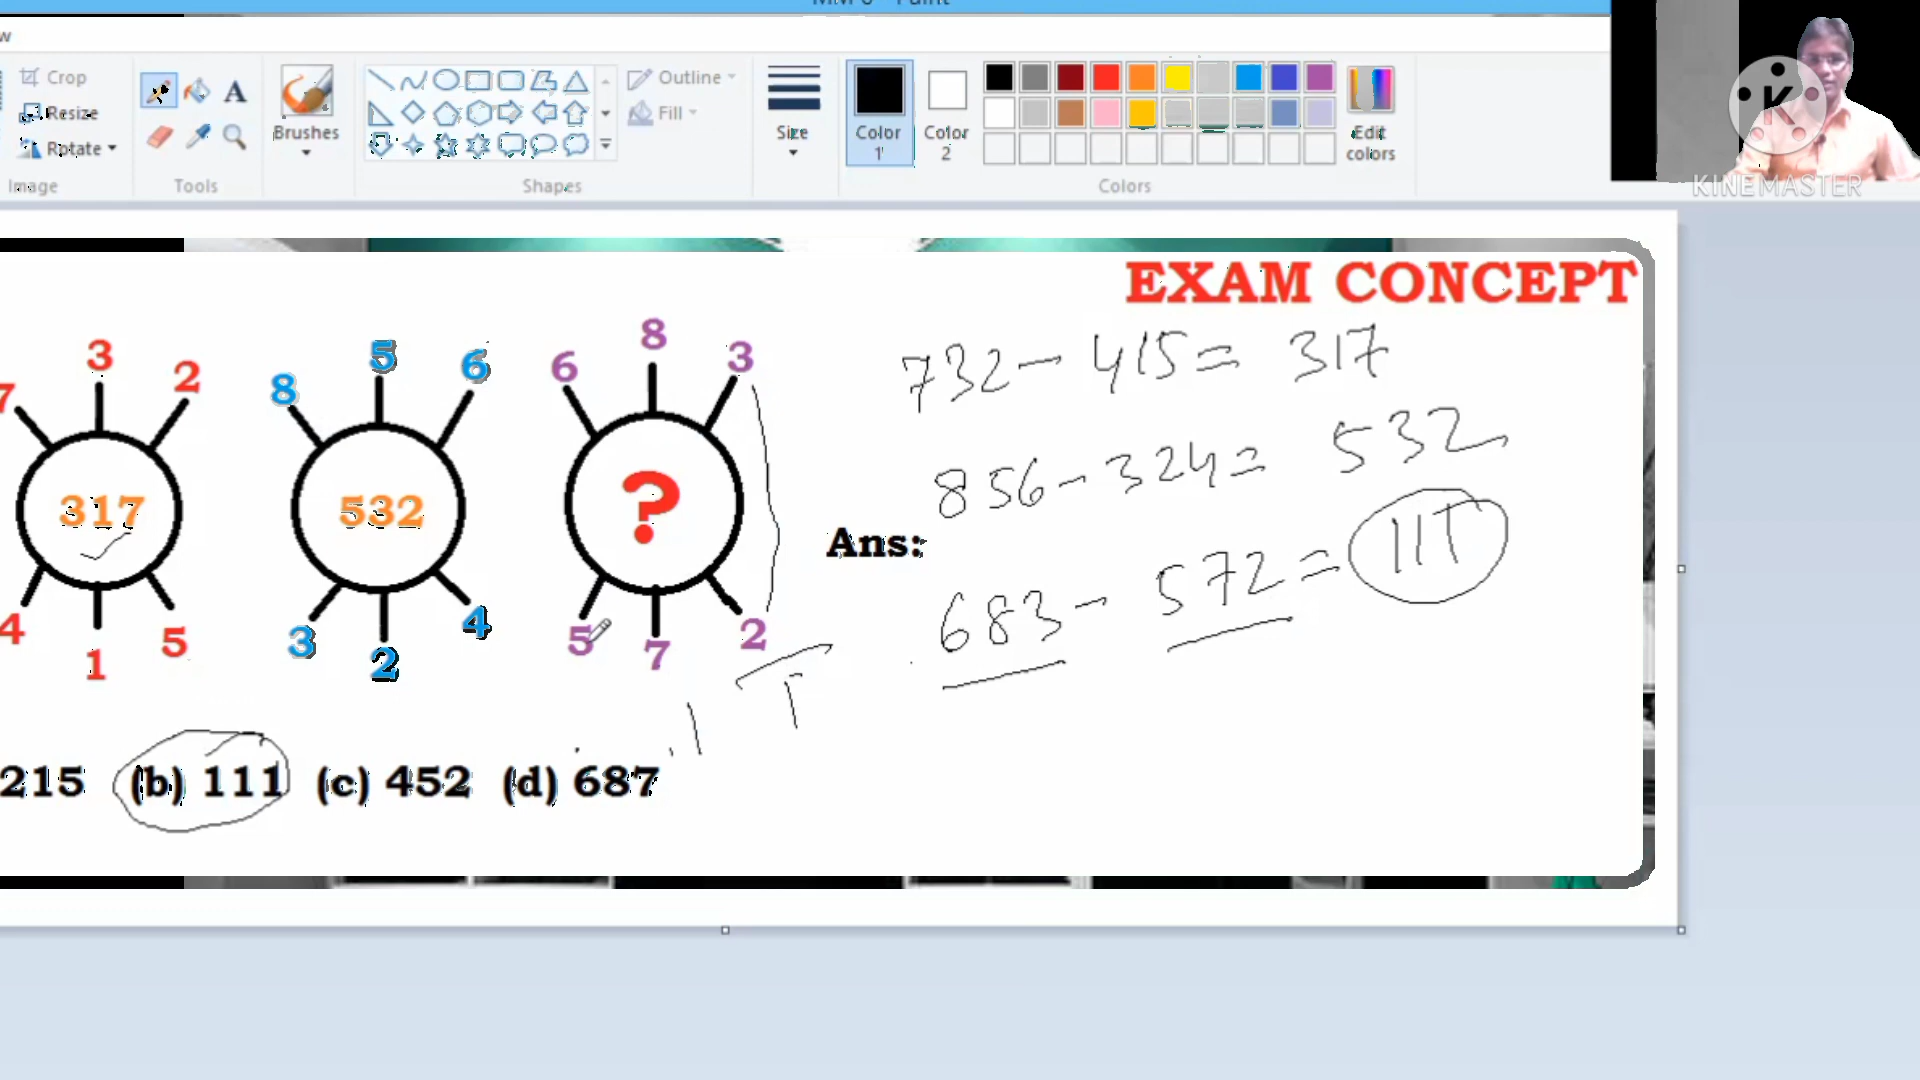 w
Crop
Resize
Rotate
Image
A
Tools
Brushes
Shapes
Outline
Fill
Size
Color
1
Color
2
Colors
Edit
colors
K
KINEMASTER
EXAM CONCEPT
7 3 2
8 5 6
6 8 3
317
532
?
4 1 5
3 2 4
5 7 2
732 - 415 = 317
856 - 324 = 532
Ans:
683 - 572 = 111
215 (b) 111 (c) 452 (d) 687